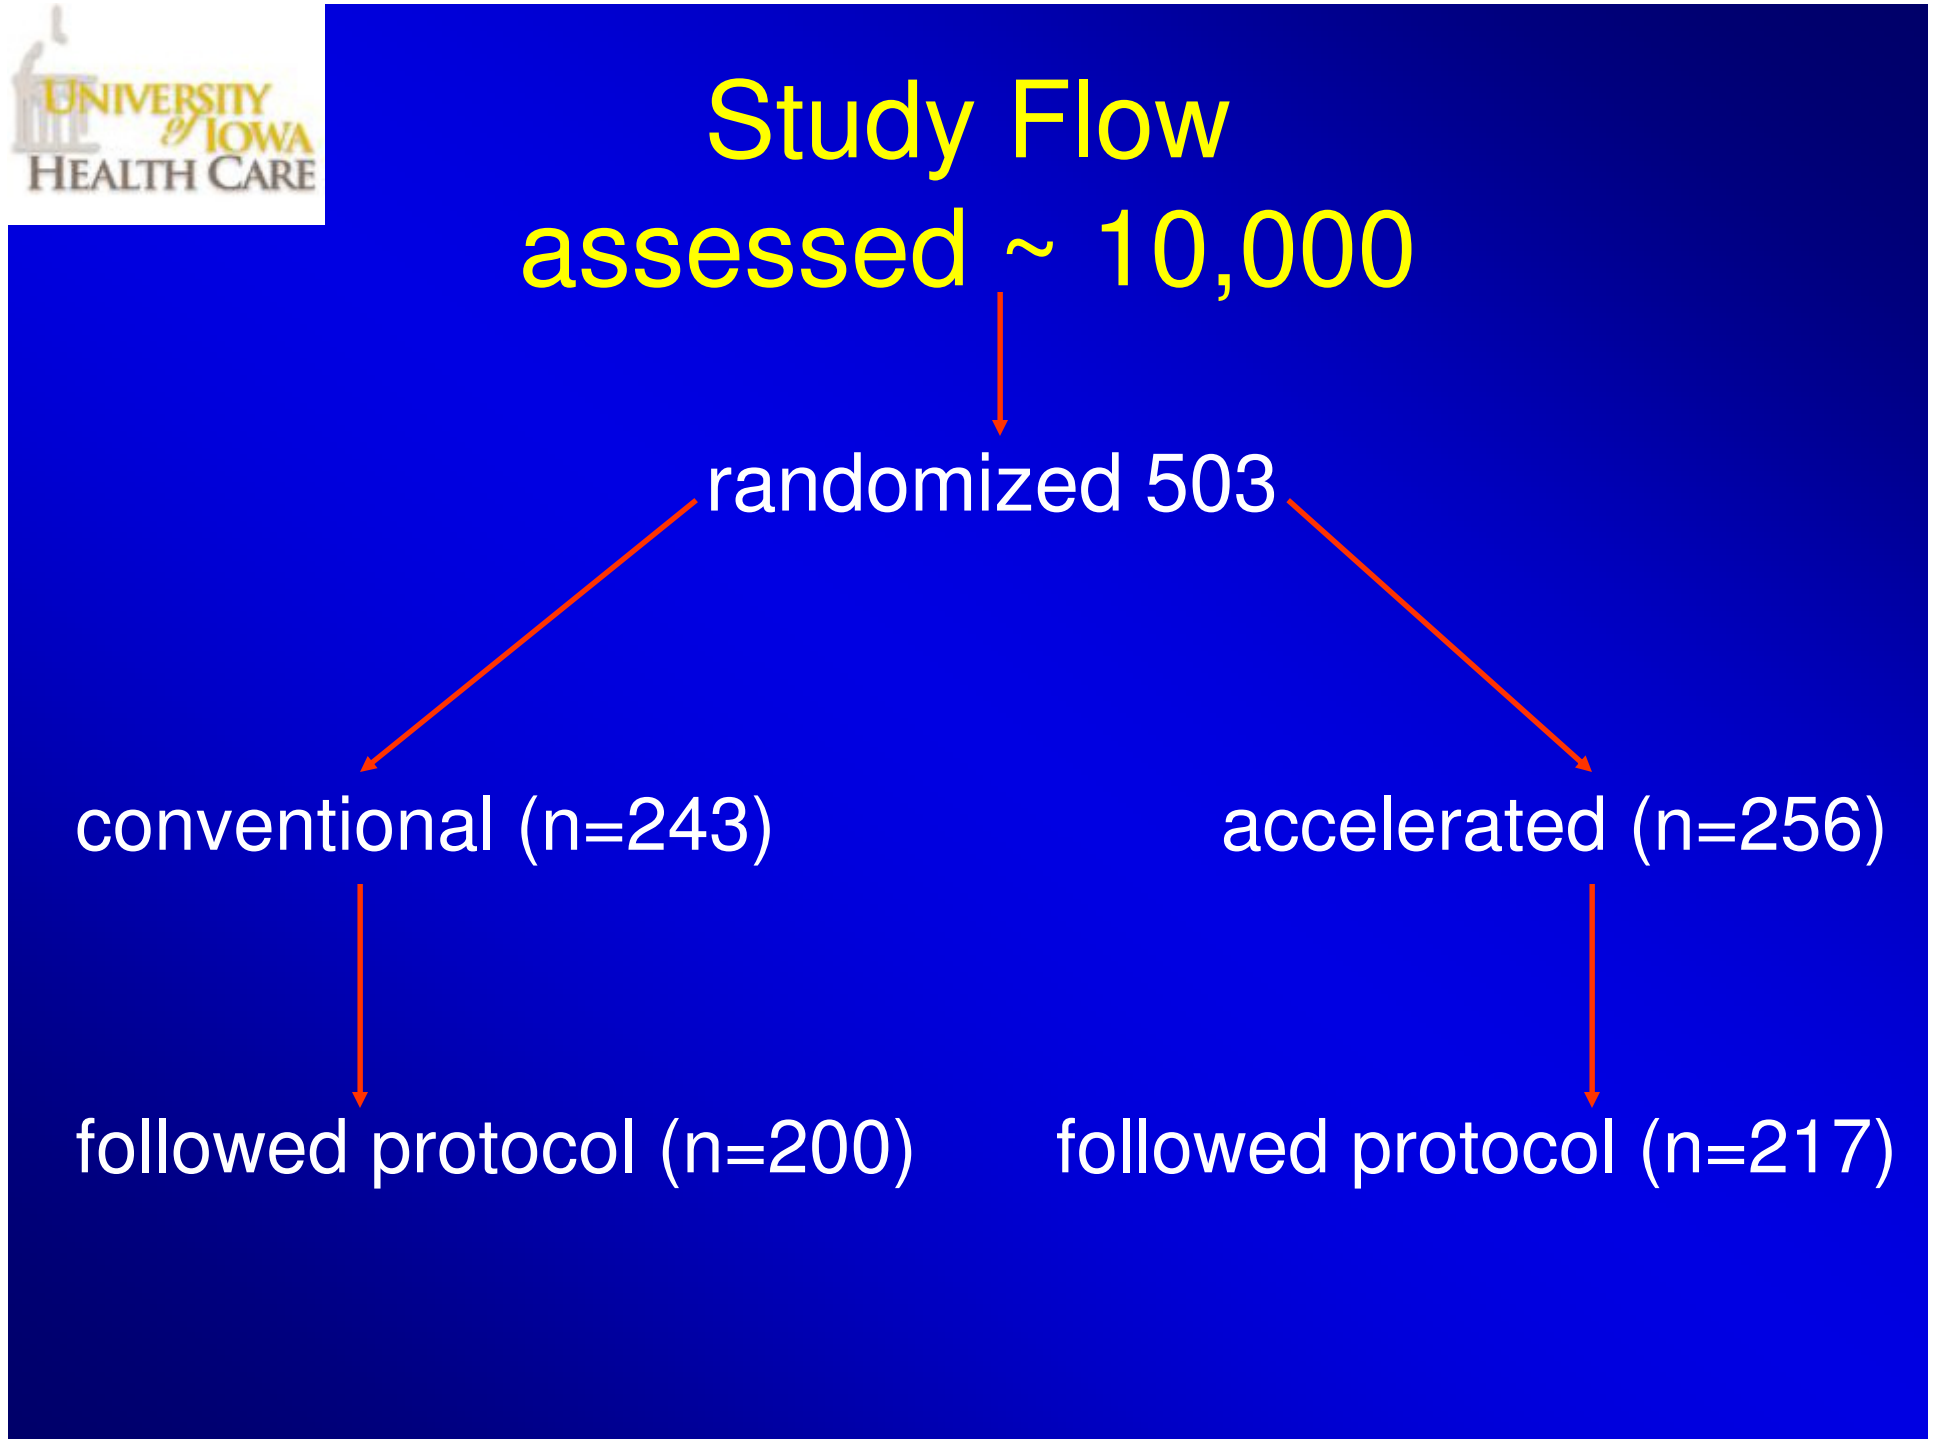 UNIVERSITY
of IOWA
HEALTH CARE
Study Flow
assessed ~ 10,000
randomized 503
conventional (n=243)
accelerated (n=256)
followed protocol (n=200)
followed protocol (n=217)